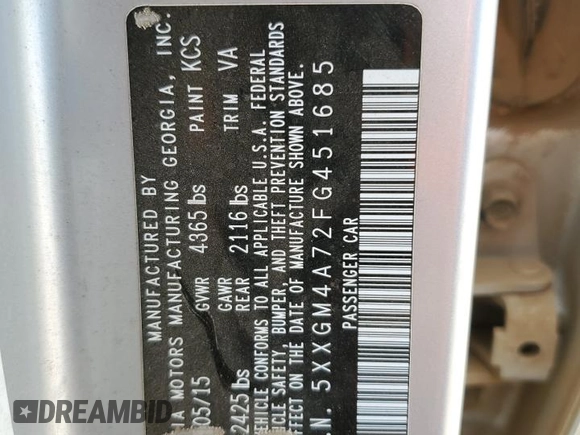 MANUFACTURED BY
KIA MOTORS MANUFACTURING GEORGIA, INC.
05/15 GVWR 4365 lbs PAINT KCS
GAWR TRIM VA
2425 lbs REAR 2116 lbs
VEHICLE CONFORMS TO ALL APPLICABLE U.S.A. FEDERAL
VEHICLE SAFETY, BUMPER, AND THEFT PREVENTION STANDARDS
EFFECT ON THE DATE OF MANUFACTURE SHOWN ABOVE.
.N. 5XXGM4A72FG451685
PASSENGER CAR
DREAMBID
DREAMBID.COM